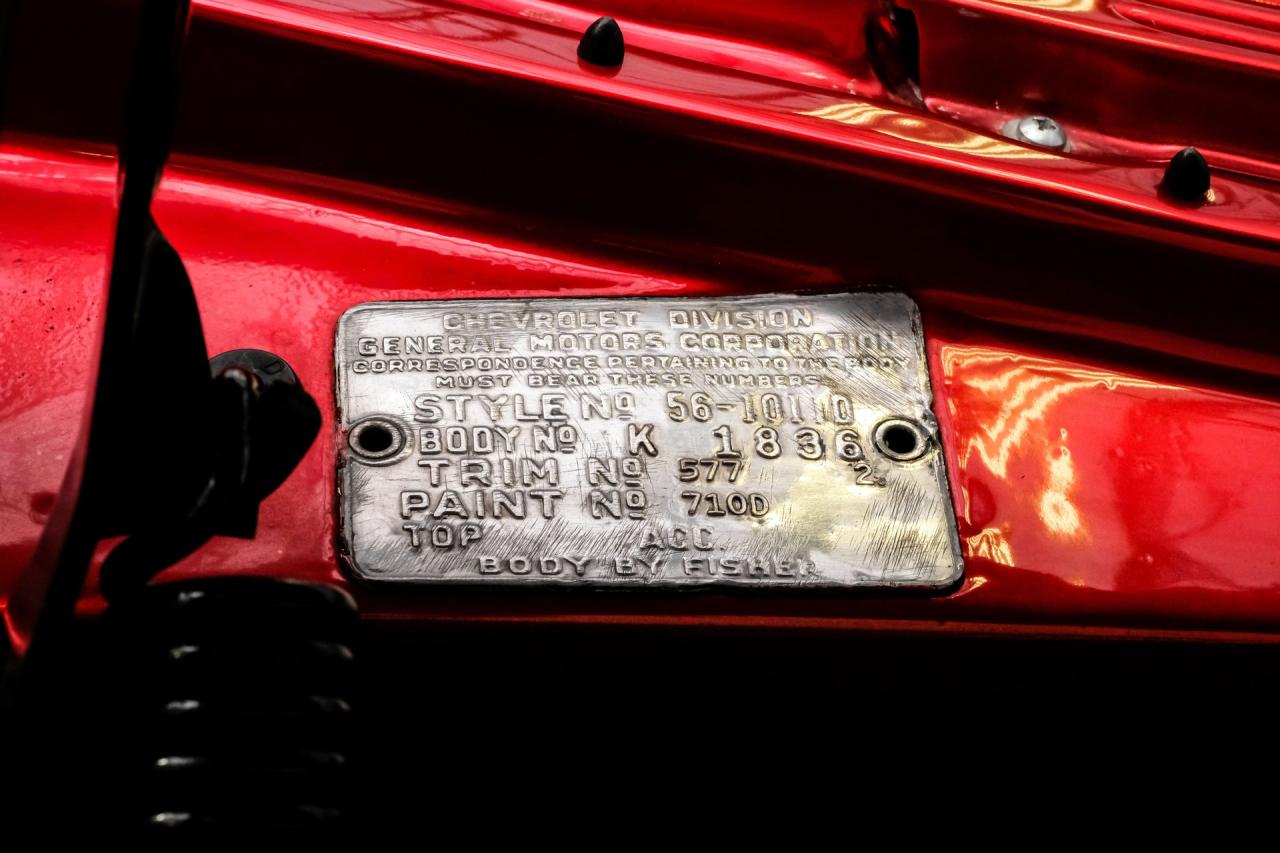 CHEVROLET DIVISION
GENERAL MOTORS CORPORATION
CORRESPONDENCE PERTAINING TO THE BODY
MUST BEAR THESE NUMBERS
STYLE Nº 56-1011D
BODY Nº K 1836
TRIM Nº 577 2
PAINT Nº 710D
TOP ACC.
BODY BY FISHER